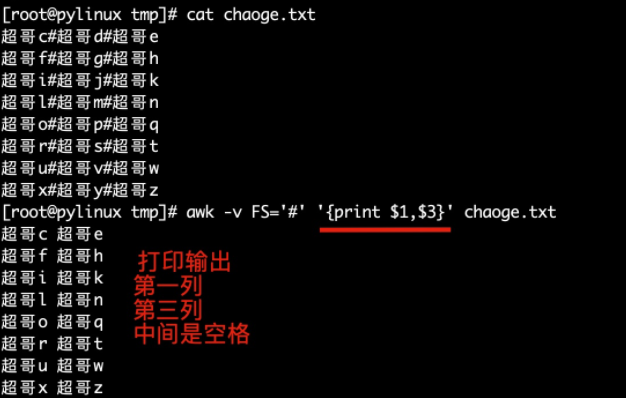 [root@pylinux tmp]# cat chaoge.txt
超哥c#超哥d#超哥e
超哥f#超哥g#超哥h
超哥i#超哥j#超哥k
超哥l#超哥m#超哥n
超哥o#超哥p#超哥q
超哥r#超哥s#超哥t
超哥u#超哥v#超哥w
超哥x#超哥y#超哥z
[root@pylinux tmp]# awk -v FS='#' '{print $1,$3}' chaoge.txt
超哥c 超哥e
超哥f 超哥h
超哥i 超哥k
超哥l 超哥n
超哥o 超哥q
超哥r 超哥t
超哥u 超哥w
超哥x 超哥z
打印输出
第一列
第三列
中间是空格